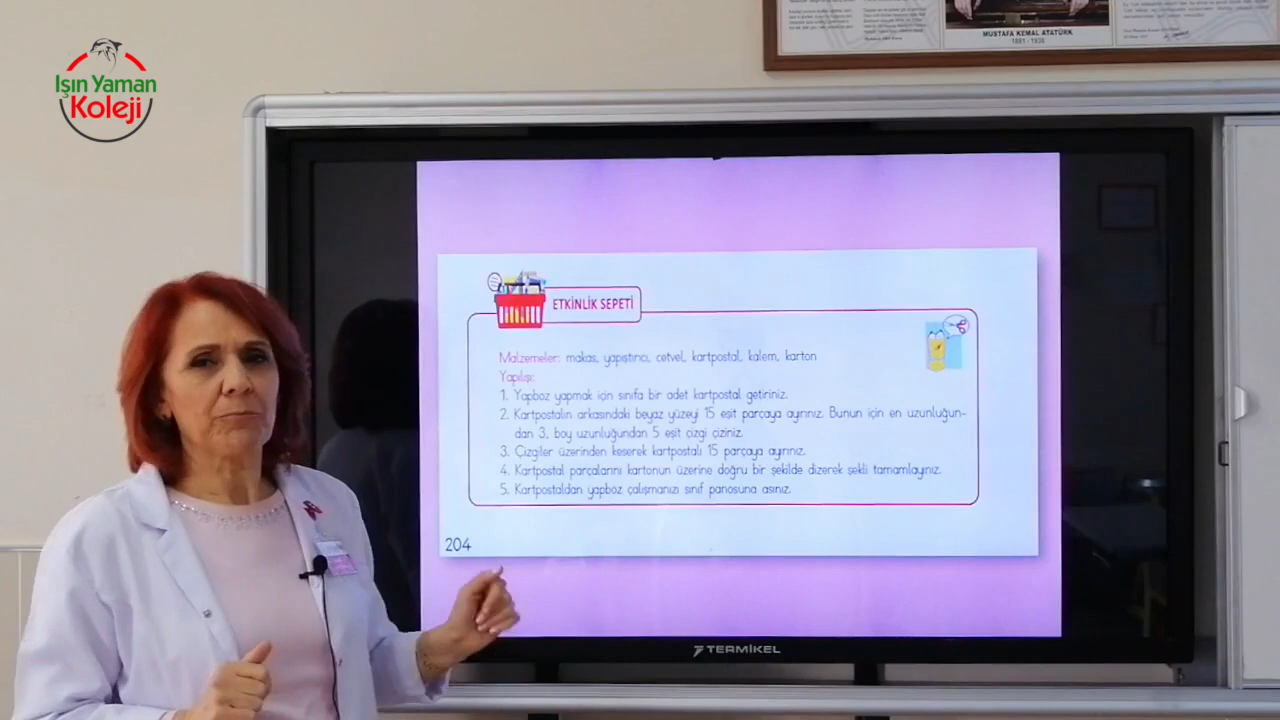 MUSTAFA KEMAL ATATÜRK
1881 - 1938
Işın Yaman
Koleji
ETKİNLİK SEPETİ
Malzemeler: makas, yapıştırıcı, cetvel, kartpostal, kalem, karton
Yapılışı:
1. Yapboz yapmak için sınıfa bir adet kartpostal getiriniz.
2. Kartpostalın arkasındaki beyaz yüzeyi 15 eşit parçaya ayırınız. Bunun için en uzunluğun-
dan 3, boy uzunluğundan 5 eşit çizgi çiziniz.
3. Çizgiler üzerinden keserek kartpostalı 15 parçaya ayırınız.
4. Kartpostal parçalarını kartonun üzerine doğru bir şekilde dizerek şekli tamamlayınız.
5. Kartpostaldan yapboz çalışmanızı sınıf panosuna asınız.
204
TERMIKEL